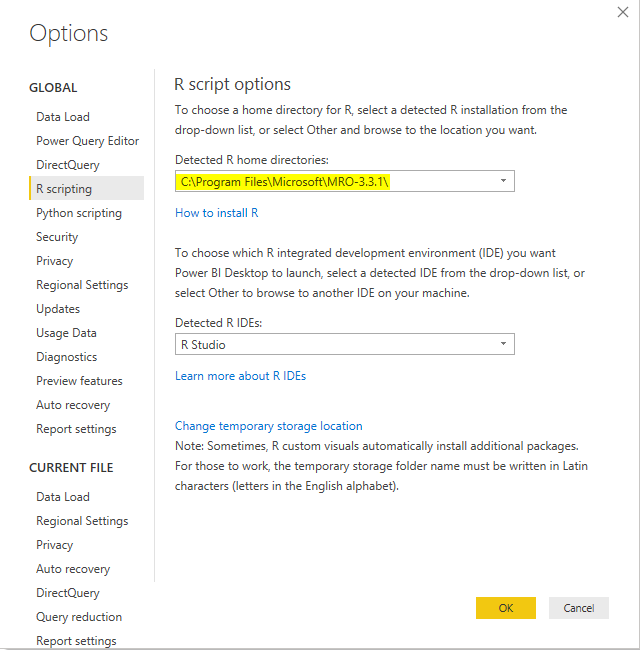 Options
GLOBAL
Data Load
Power Query Editor
DirectQuery
R scripting
Python scripting
Security
Privacy
Regional Settings
Updates
Usage Data
Diagnostics
Preview features
Auto recovery
Report settings
CURRENT FILE
Data Load
Regional Settings
Privacy
Auto recovery
DirectQuery
Query reduction
Report settings
R script options
To choose a home directory for R, select a detected R installation from the
drop-down list, or select Other and browse to the location you want.
Detected R home directories:
C:\Program Files\Microsoft\MRO-3.3.1\
How to install R
To choose which R integrated development environment (IDE) you want
Power BI Desktop to launch, select a detected IDE from the drop-down list, or
select Other to browse to another IDE on your machine.
Detected R IDEs:
R Studio
Learn more about R IDEs
Change temporary storage location
Note: Sometimes, R custom visuals automatically install additional packages.
For those to work, the temporary storage folder name must be written in Latin
characters (letters in the English alphabet).
OK
Cancel